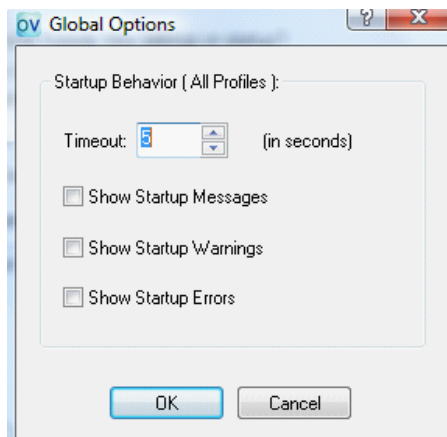 OV Global Options
Startup Behavior ( All Profiles ):
Timeout: 5 (in seconds)
Show Startup Messages
Show Startup Warnings
Show Startup Errors
OK Cancel